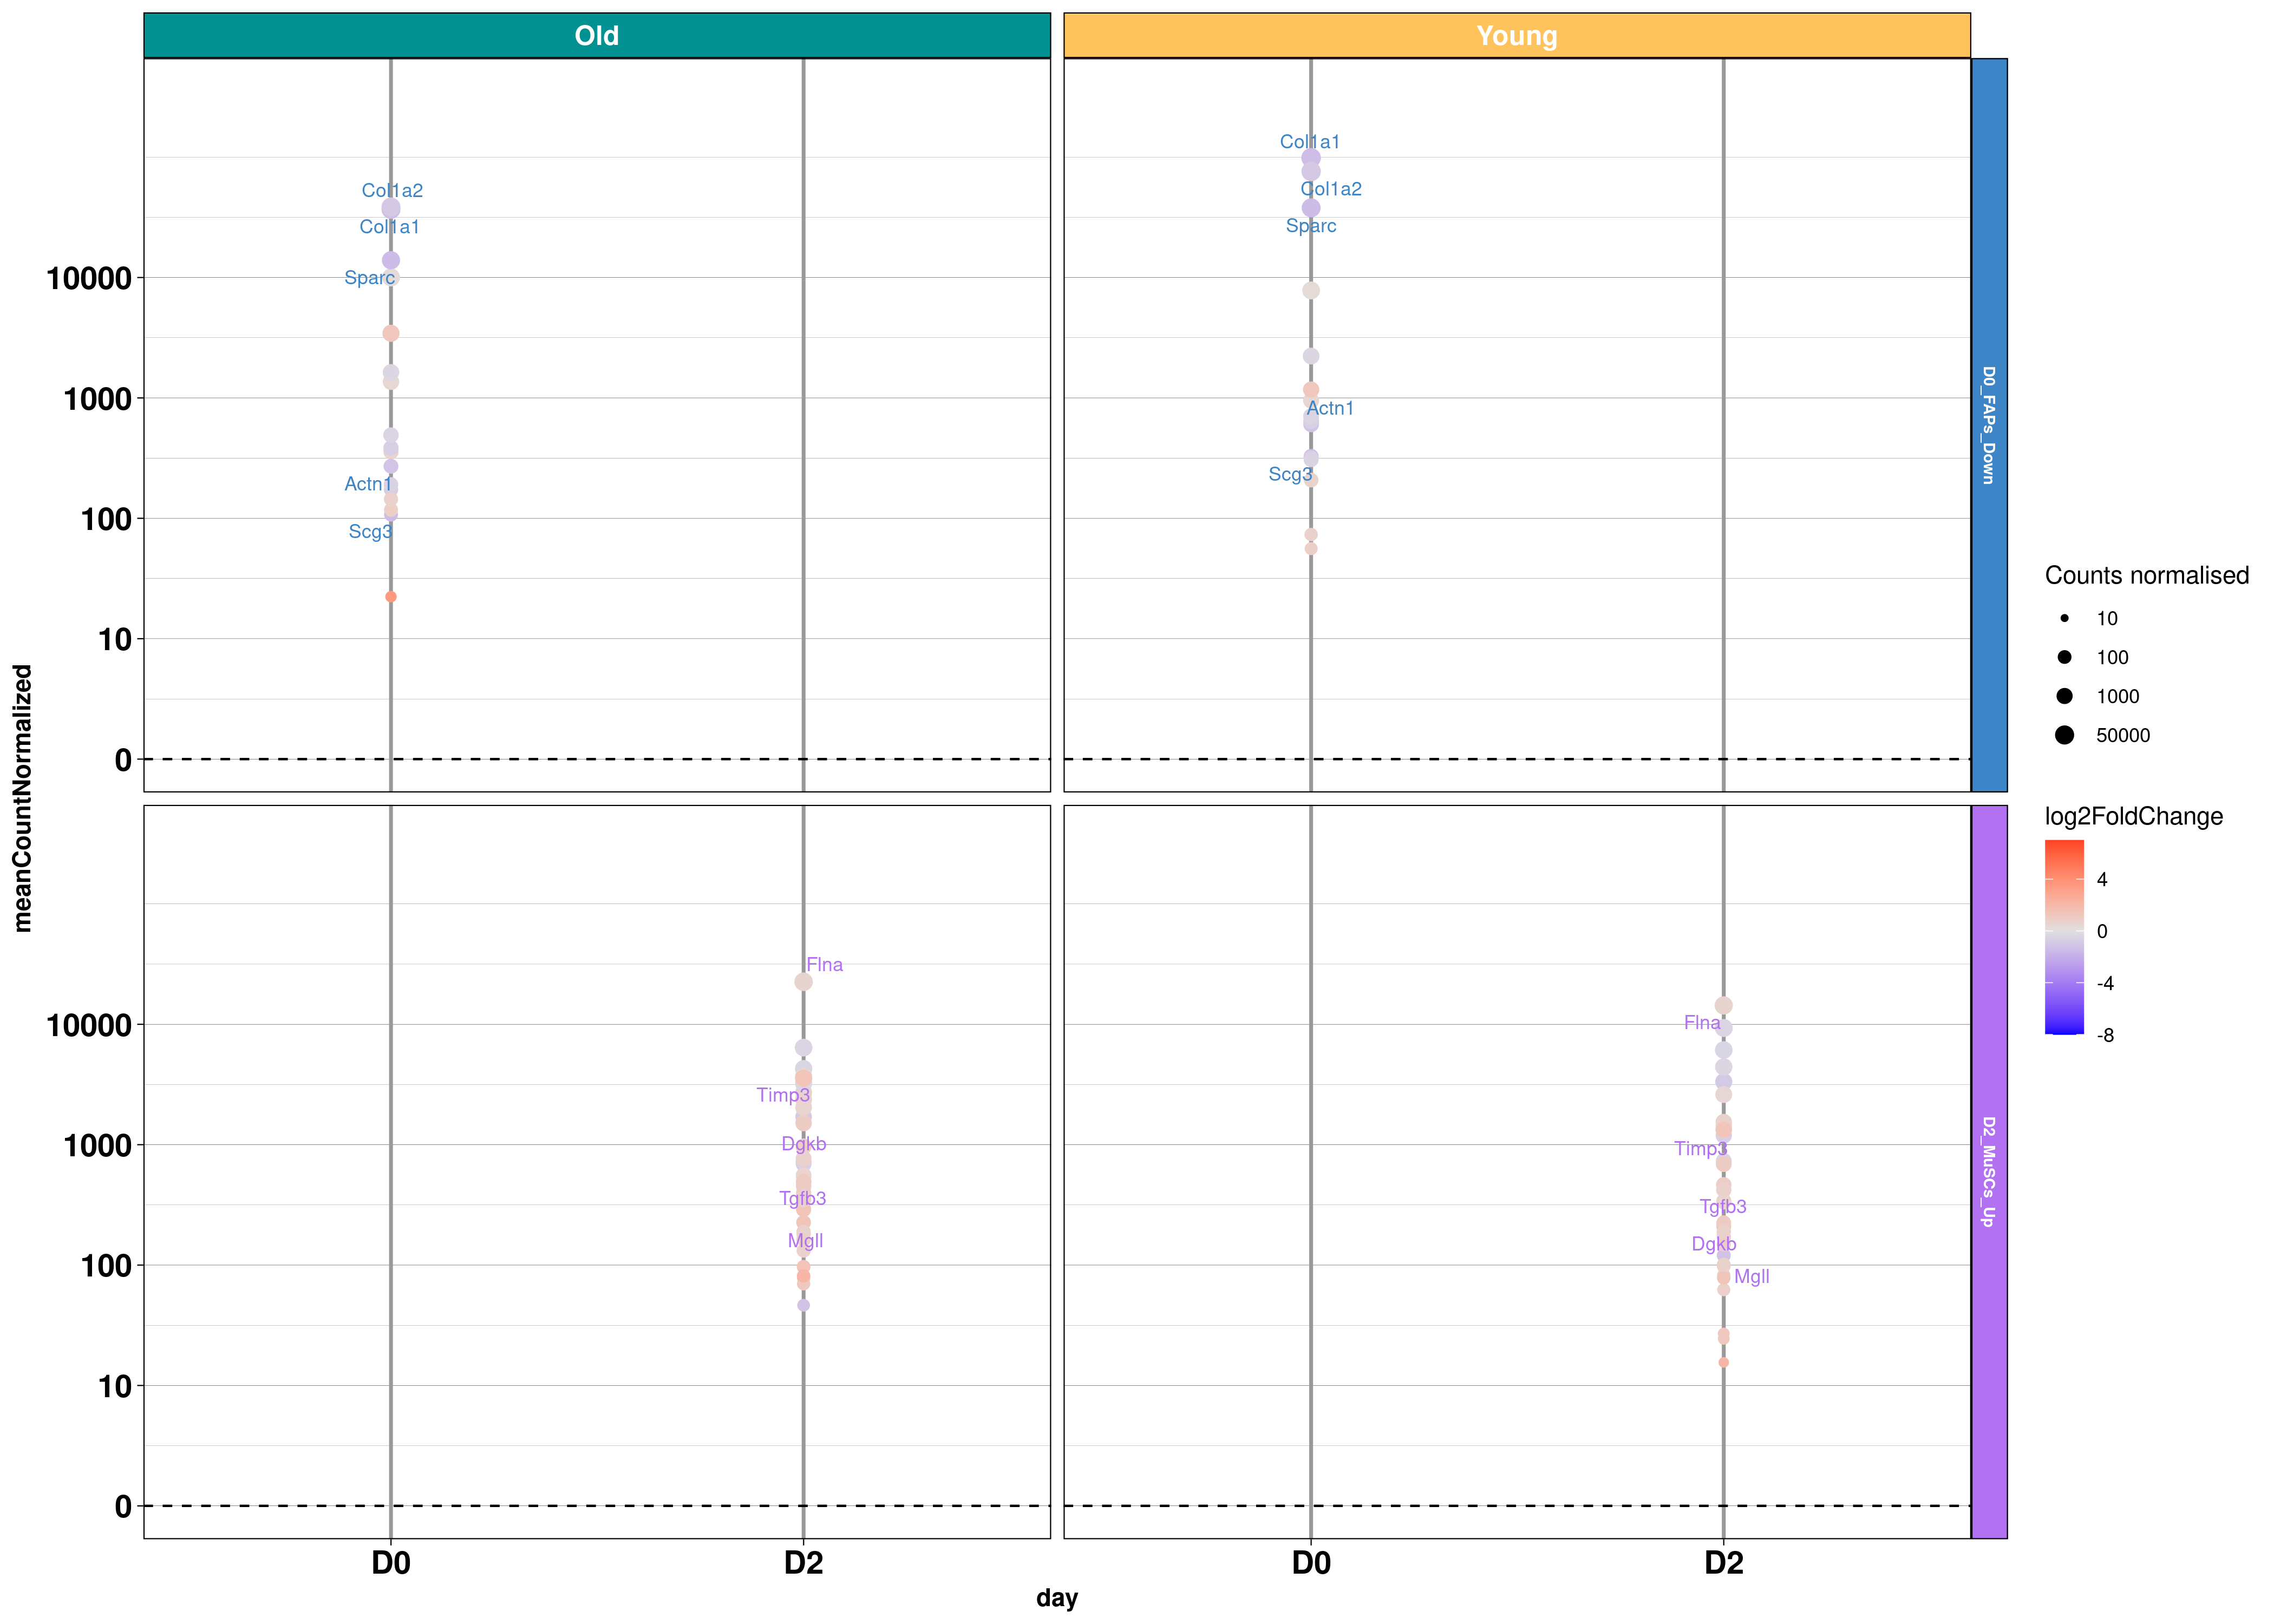 Old
Young
Col1a2
Col1a1
Sparc
Actn1
Scg3
Col1a1
Col1a2
Sparc
Actn1
Scg3
10000
1000
100
10
0
D0_FAPs_Down
Flna
Timp3
Dgkb
Tgfb3
Mgll
Flna
Timp3
Tgfb3
Dgkb
Mgll
10000
1000
100
10
0
D2_MuSCs_Up
D0
D2
D0
D2
day
meanCountNormalized
Counts normalised
10
100
1000
50000
log2FoldChange
4
0
-4
-8